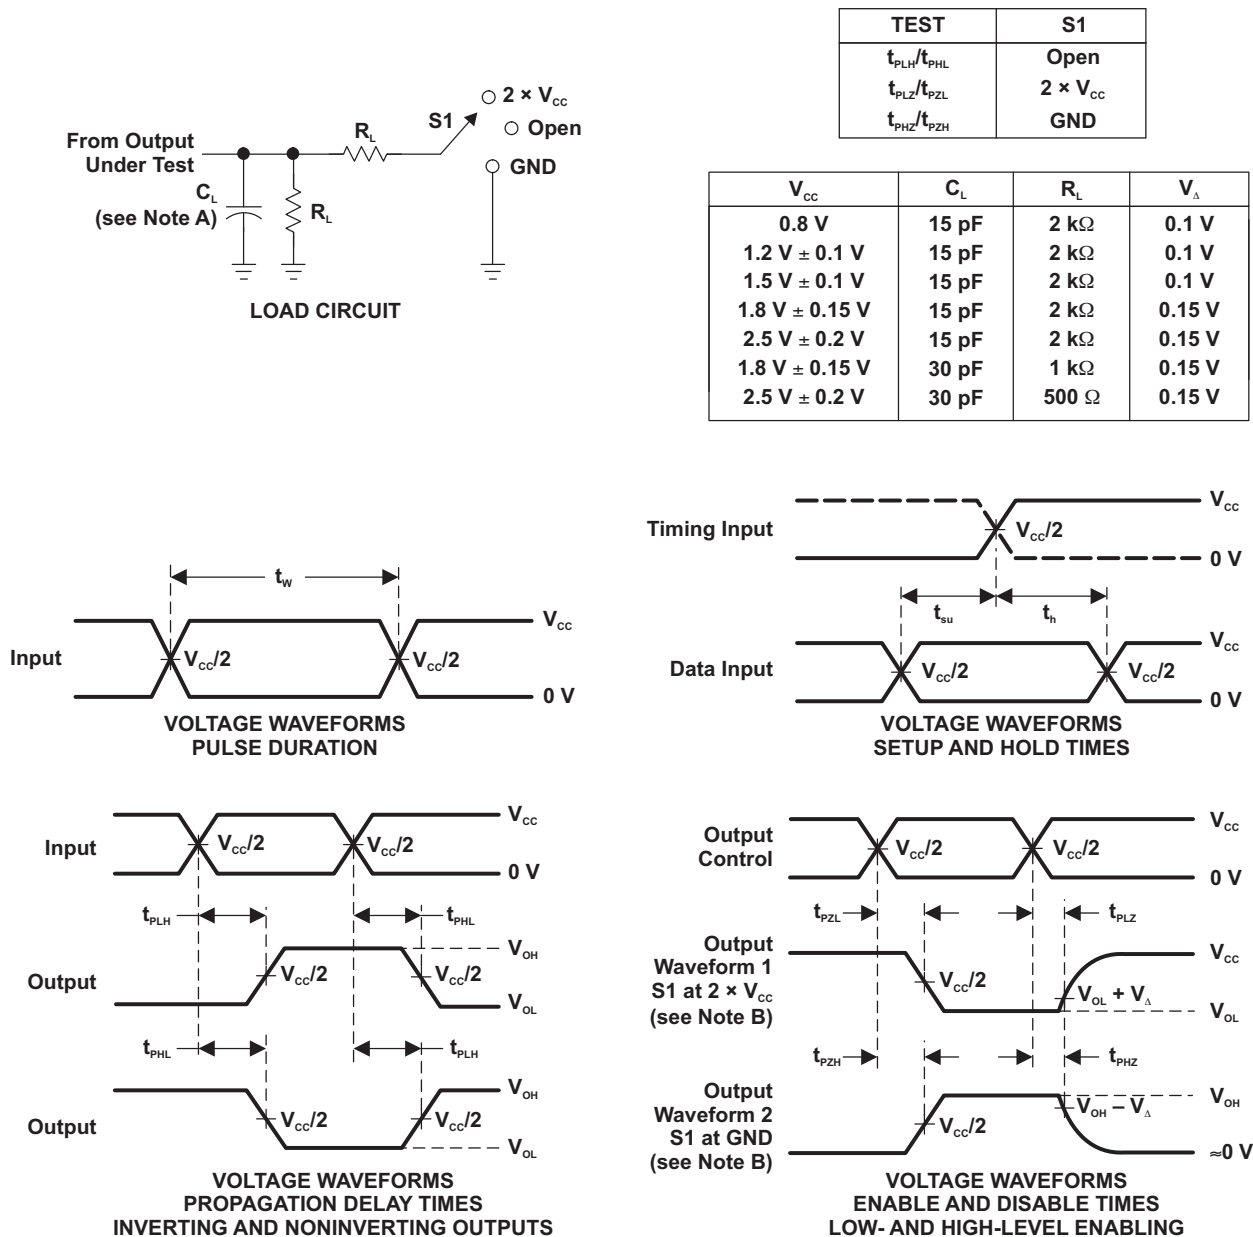 TEST S1
tPLH/tPHL Open
tPLZ/tPZL 2 × VCC
tPHZ/tPZH GND
2 × VCC
S1
Open
From Output
Under Test
RL
GND
CL
(see Note A)
RL
LOAD CIRCUIT
VCC CL RL VΔ
0.8 V 15 pF 2 kΩ 0.1 V
1.2 V ± 0.1 V 15 pF 2 kΩ 0.1 V
1.5 V ± 0.1 V 15 pF 2 kΩ 0.1 V
1.8 V ± 0.15 V 15 pF 2 kΩ 0.15 V
2.5 V ± 0.2 V 15 pF 2 kΩ 0.15 V
1.8 V ± 0.15 V 30 pF 1 kΩ 0.15 V
2.5 V ± 0.2 V 30 pF 500 Ω 0.15 V
tW
VCC
Input
VCC/2
VCC/2
0 V
VOLTAGE WAVEFORMS
PULSE DURATION
VCC
Timing Input
VCC/2
0 V
tsu
th
VCC
Data Input
VCC/2
VCC/2
0 V
VOLTAGE WAVEFORMS
SETUP AND HOLD TIMES
VCC
Input
VCC/2
VCC/2
0 V
tPLH
tPHL
VOH
Output
VCC/2
VCC/2
VOL
tPHL
tPLH
VOH
Output
VCC/2
VCC/2
VOL
VOLTAGE WAVEFORMS
PROPAGATION DELAY TIMES
INVERTING AND NONINVERTING OUTPUTS
VCC
Output
Control
VCC/2
VCC/2
0 V
tPZL
tPLZ
Output
Waveform 1
S1 at 2 × VCC
(see Note B)
VCC
VCC/2
VOL + VΔ
VOL
tPZH
tPHZ
Output
Waveform 2
S1 at GND
(see Note B)
VOH
VOH − VΔ
VCC/2
≈0 V
VOLTAGE WAVEFORMS
ENABLE AND DISABLE TIMES
LOW- AND HIGH-LEVEL ENABLING